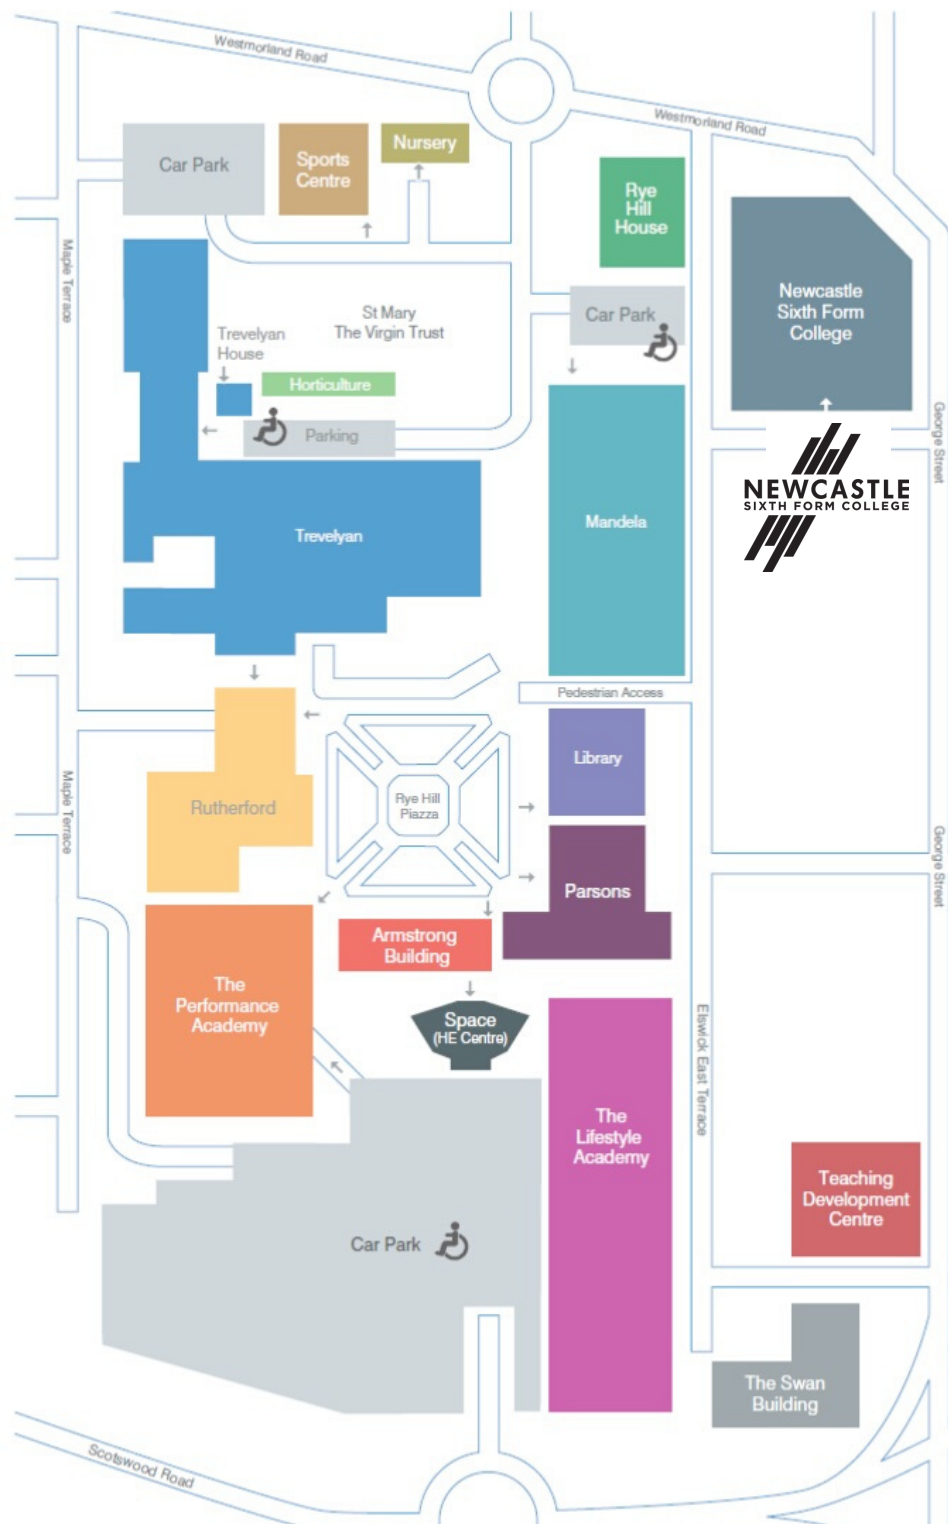 Westmorland Road
Westmorland Road
Car Park
Sports
Centre
Nursery
Rye
Hill
House
Maple Terrace
Newcastle
Sixth Form
College
Car Park
St Mary
The Virgin Trust
Trevelyan
House
Horticulture
Parking
George Street
NEWCASTLE
SIXTH FORM COLLEGE
Mandela
Trevelyan
Pedestrian Access
Library
Maple Terrace
Rye Hill
Piazza
Rutherford
George Street
Parsons
Armstrong
Building
The
Performance
Academy
Space
(HE Centre)
Elswick East Terrace
The
Lifestyle
Academy
Teaching
Development
Centre
Car Park
The Swan
Building
Scotswood Road